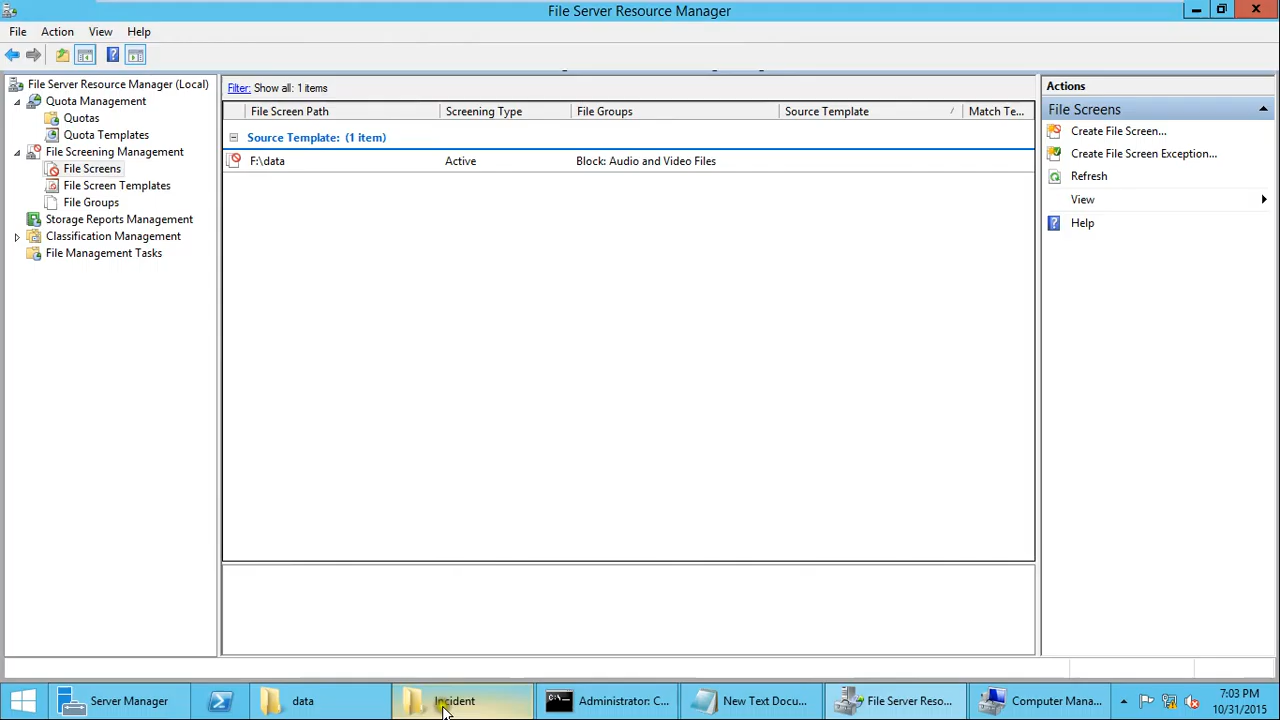 File Server Resource Manager
File Action View Help
File Server Resource Manager (Local)
Quota Management
Quotas
Quota Templates
File Screening Management
File Screens
File Screen Templates
File Groups
Storage Reports Management
Classification Management
File Management Tasks
Filter: Show all: 1 items
File Screen Path Screening Type File Groups Source Template / Match Te...
Source Template: (1 item)
F:\data Active Block: Audio and Video Files
Actions
File Screens
Create File Screen...
Create File Screen Exception...
Refresh
View
Help
Server Manager data Incident Administrator: C... New Text Docu... File Server Reso... Computer Mana...
7:03 PM
10/31/2015